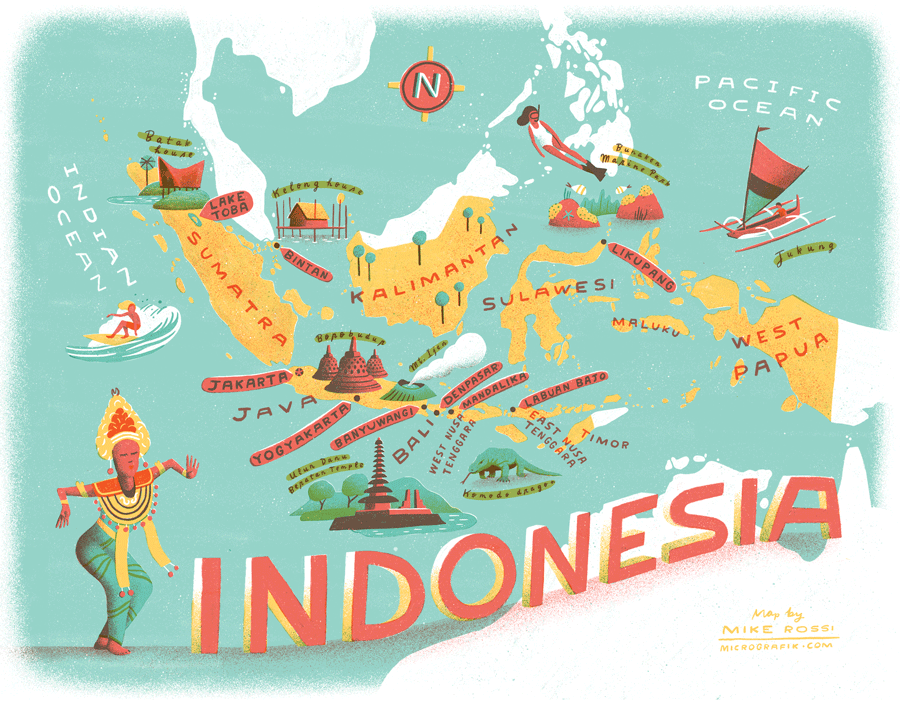 N
PACIFIC
OCEAN
Batak
house
INDIAN
OCEAN
LAKE
TOBA
Kelong house
BINTAN
SUMATRA
KALIMANTAN
Bunaken
Marine Park
Jukung
SULAWESI
LIKUPANG
MALUKU
WEST
PAPUA
JAKARTA
Borobudur
Mt. Ijen
JAVA
YOGYAKARTA
BANYUWANGI
BALI
DENPASAR
MANDALIKA
LABUAN BAJO
WEST NUSA
TENGGARA
EAST NUSA
TENGGARA
TIMOR
Ulun Danu
Beratan Temple
Komodo dragon
INDONESIA
Map by
MIKE ROSSI
MICROGRAFIX.COM